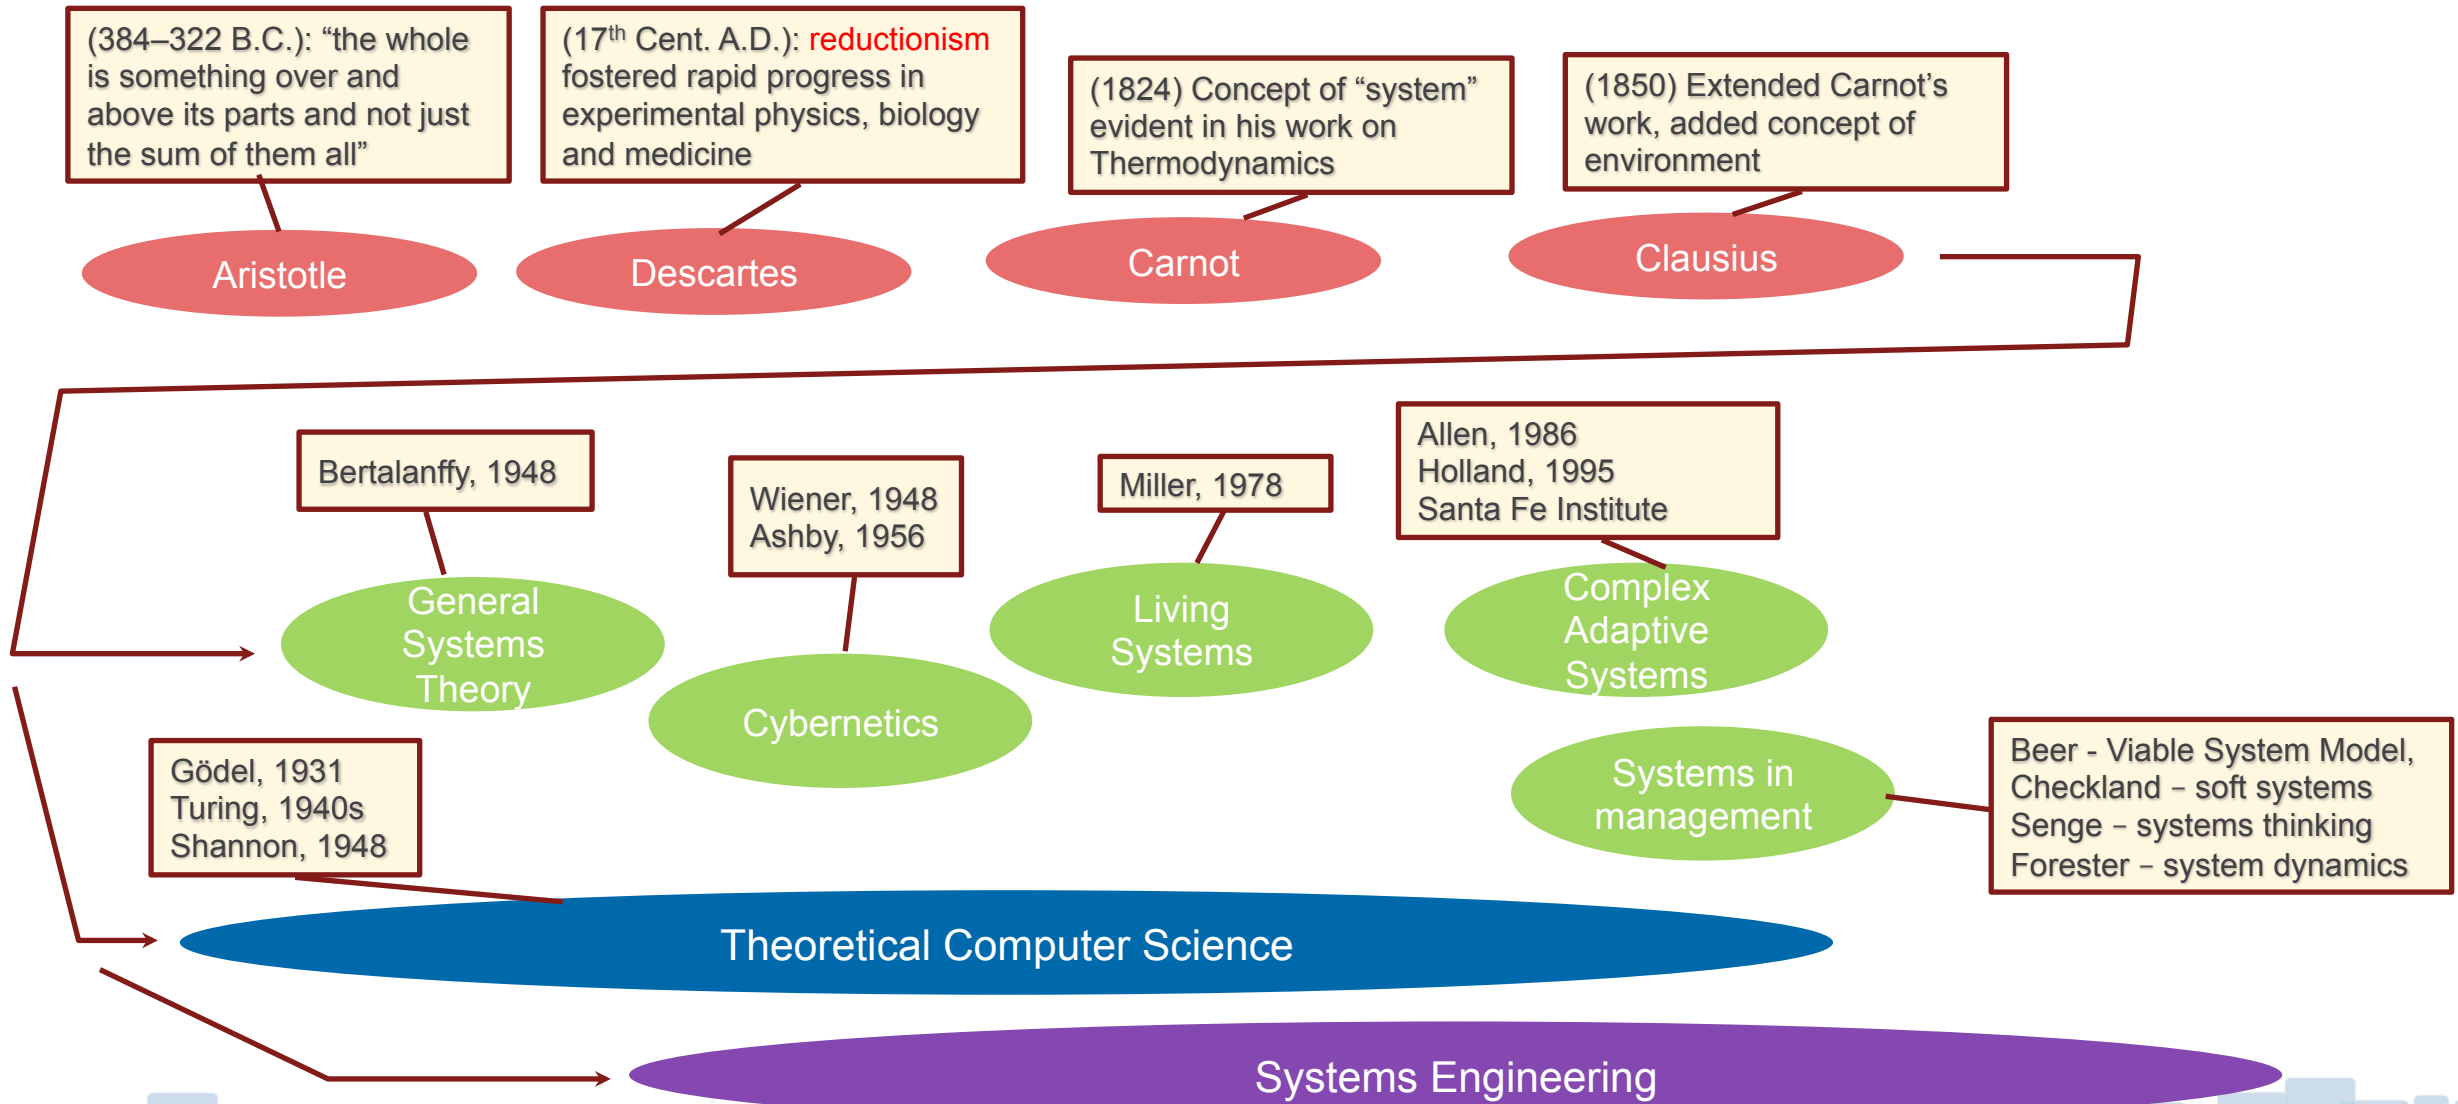 (384–322 B.C.): “the whole
is something over and
above its parts and not just
the sum of them all”
(17th Cent. A.D.): reductionism
fostered rapid progress in
experimental physics, biology
and medicine
(1824) Concept of “system”
evident in his work on
Thermodynamics
(1850) Extended Carnot’s
work, added concept of
environment
Aristotle
Descartes
Carnot
Clausius
Bertalanffy, 1948
Wiener, 1948
Ashby, 1956
Miller, 1978
Allen, 1986
Holland, 1995
Santa Fe Institute
General
Systems
Theory
Cybernetics
Living
Systems
Complex
Adaptive
Systems
Systems in
management
Beer - Viable System Model,
Checkland – soft systems
Senge – systems thinking
Forester – system dynamics
Gödel, 1931
Turing, 1940s
Shannon, 1948
Theoretical Computer Science
Systems Engineering